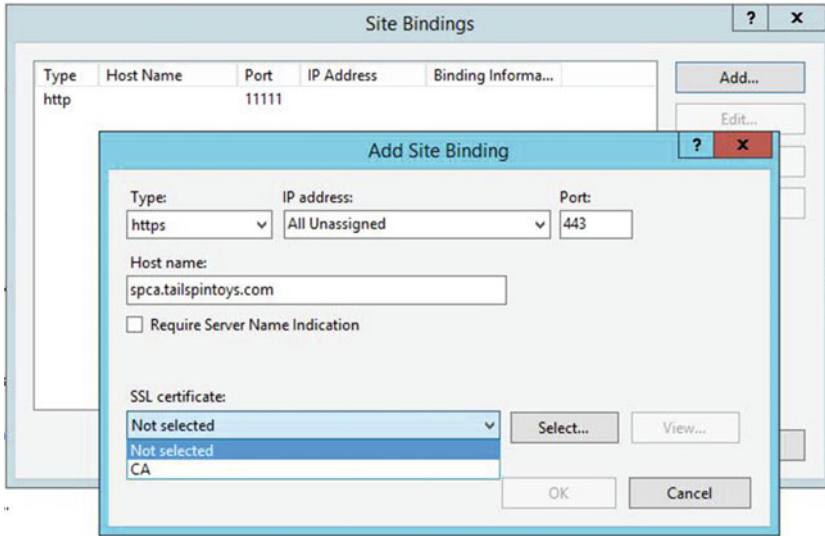 Site Bindings
? x
Type Host Name Port IP Address Binding Informa...
http 11111
Add...
Edit...
Add Site Binding
? x
Type: IP address: Port:
https All Unassigned 443
Host name:
spca.tailspintoys.com
Require Server Name Indication
SSL certificate:
Not selected
Select...
View...
Not selected
CA
OK
Cancel